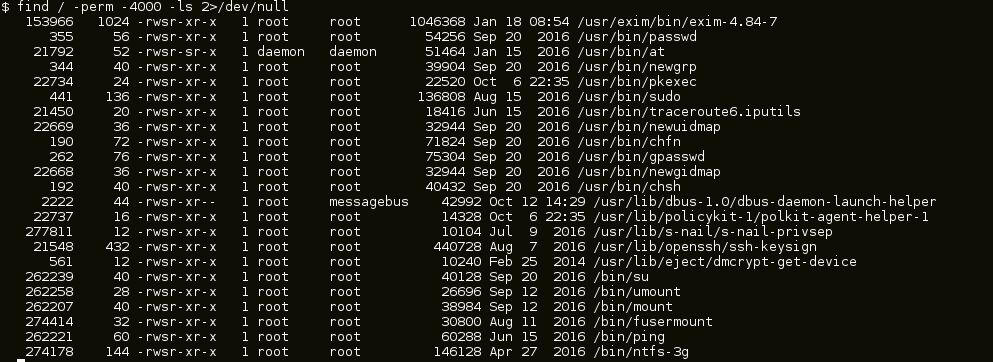 $ find / -perm -4000 -ls 2>/dev/null
153966 1024 -rwsr-xr-x 1 root root 1046368 Jan 18 08:54 /usr/exim/bin/exim-4.84-7
355 56 -rwsr-xr-x 1 root root 54256 Sep 20 2016 /usr/bin/passwd
21792 52 -rwsr-sr-x 1 daemon daemon 51464 Jan 15 2016 /usr/bin/at
344 40 -rwsr-xr-x 1 root root 39904 Sep 20 2016 /usr/bin/newgrp
22734 24 -rwsr-xr-x 1 root root 22520 Oct 6 22:35 /usr/bin/pkexec
441 136 -rwsr-xr-x 1 root root 136808 Aug 15 2016 /usr/bin/sudo
21450 20 -rwsr-xr-x 1 root root 18416 Jun 15 2016 /usr/bin/traceroute6.iputils
22669 36 -rwsr-xr-x 1 root root 32944 Sep 20 2016 /usr/bin/newuidmap
190 72 -rwsr-xr-x 1 root root 71824 Sep 20 2016 /usr/bin/chfn
262 76 -rwsr-xr-x 1 root root 75304 Sep 20 2016 /usr/bin/gpasswd
22668 36 -rwsr-xr-x 1 root root 32944 Sep 20 2016 /usr/bin/newgidmap
192 40 -rwsr-xr-x 1 root root 40432 Sep 20 2016 /usr/bin/chsh
2222 44 -rwsr-xr-- 1 root messagebus 42992 Oct 12 14:29 /usr/lib/dbus-1.0/dbus-daemon-launch-helper
22737 16 -rwsr-xr-x 1 root root 14328 Oct 6 22:35 /usr/lib/policykit-1/polkit-agent-helper-1
277811 12 -rwsr-xr-x 1 root root 10104 Jul 9 2016 /usr/lib/s-nail/s-nail-privsep
21548 432 -rwsr-xr-x 1 root root 440728 Aug 7 2016 /usr/lib/openssh/ssh-keysign
561 12 -rwsr-xr-x 1 root root 10240 Feb 25 2014 /usr/lib/eject/dmcrypt-get-device
262239 40 -rwsr-xr-x 1 root root 40128 Sep 20 2016 /bin/su
262258 28 -rwsr-xr-x 1 root root 26696 Sep 12 2016 /bin/umount
262207 40 -rwsr-xr-x 1 root root 38984 Sep 12 2016 /bin/mount
274414 32 -rwsr-xr-x 1 root root 30800 Aug 11 2016 /bin/fusermount
262221 60 -rwsr-xr-x 1 root root 60288 Jun 15 2016 /bin/ping
274178 144 -rwsr-xr-x 1 root root 146128 Apr 27 2016 /bin/ntfs-3g